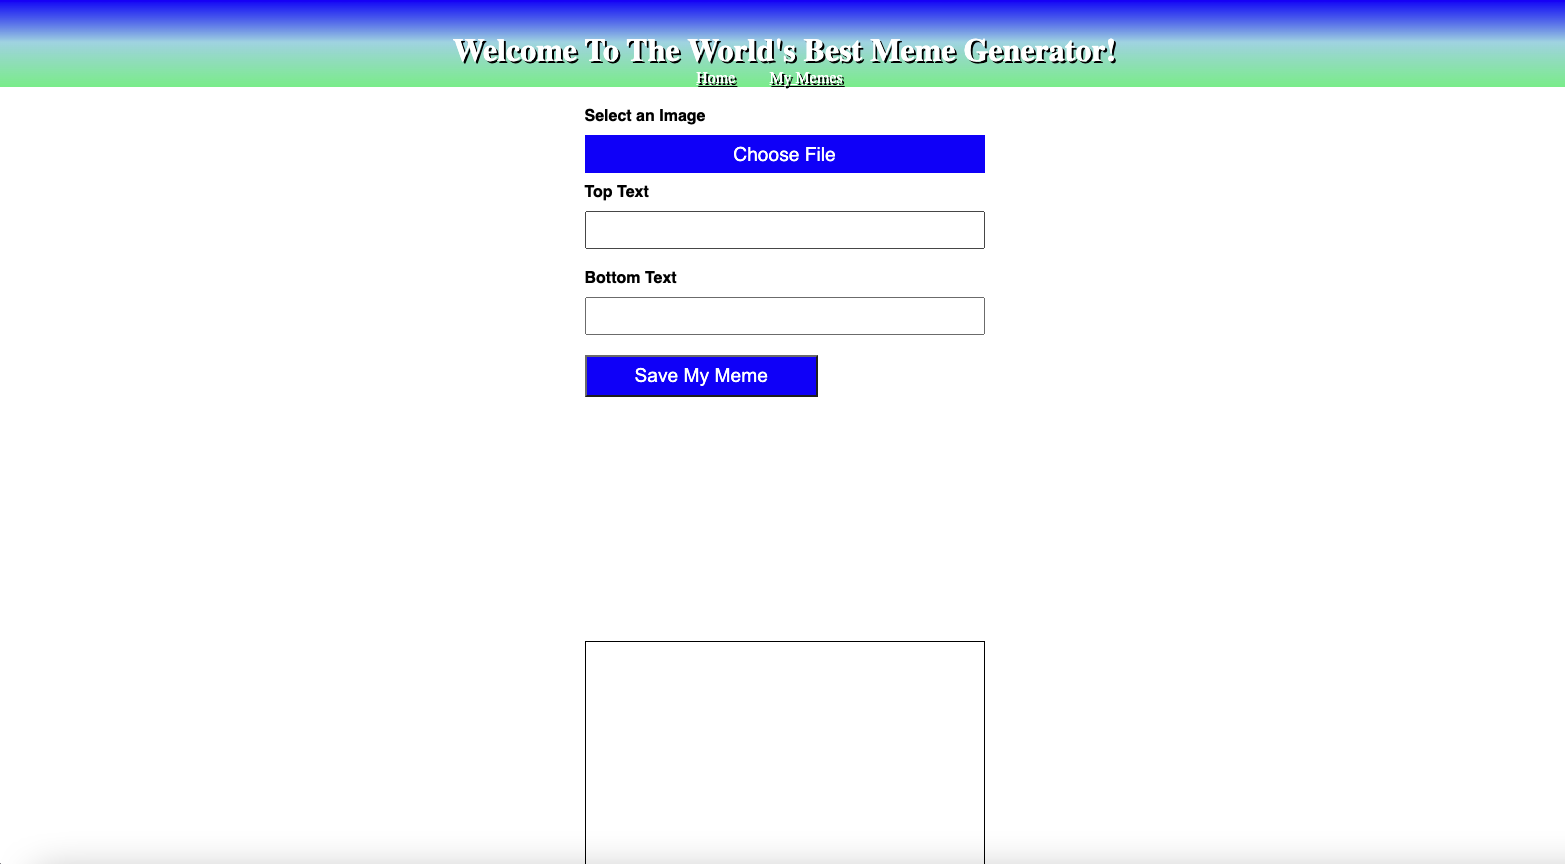 Welcome To The World's Best Meme Generator!
Home My Memes
Select an Image
Choose File
Top Text
Bottom Text
Save My Meme